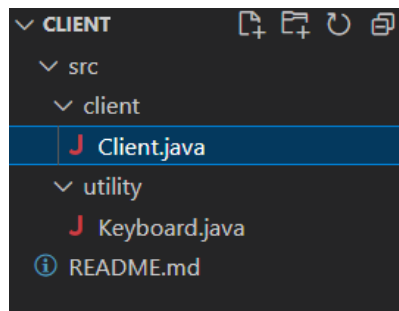 CLIENT
src
client
J Client.java
utility
J Keyboard.java
README.md